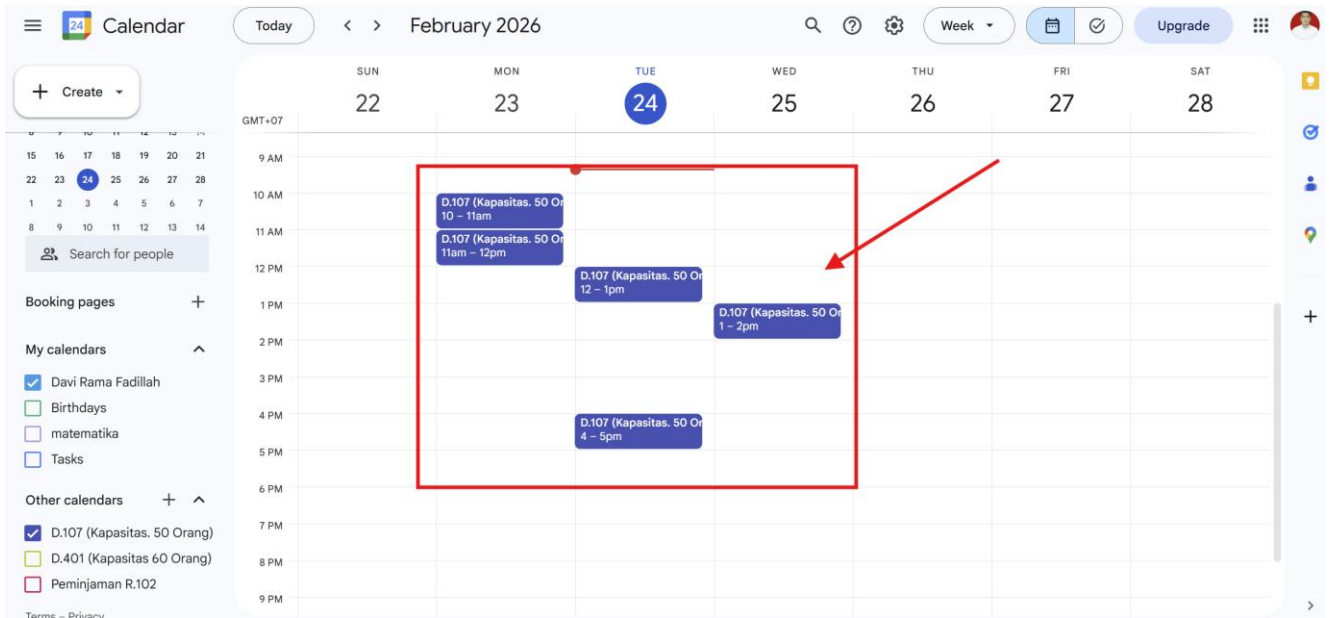 24 Calendar Today February 2026 Week Upgrade
Create
SUN MON TUE WED THU FRI SAT
22 23 24 25 26 27 28
GMT+07
15 16 17 18 19 20 21
22 23 24 25 26 27 28
1 2 3 4 5 6 7
8 9 10 11 12 13 14
Search for people
Booking pages
My calendars
Davi Rama Fadillah
Birthdays
matematika
Tasks
Other calendars
D.107 (Kapasitas. 50 Orang)
D.401 (Kapasitas 60 Orang)
Peminjaman R.102
Terms – Privacy
9 AM
10 AM
D.107 (Kapasitas. 50 Or
10 – 11am
11 AM
D.107 (Kapasitas. 50 Or
11am – 12pm
12 PM
D.107 (Kapasitas. 50 Or
12 – 1pm
1 PM
D.107 (Kapasitas. 50 Or
1 – 2pm
2 PM
3 PM
4 PM
D.107 (Kapasitas. 50 Or
4 – 5pm
5 PM
6 PM
7 PM
8 PM
9 PM